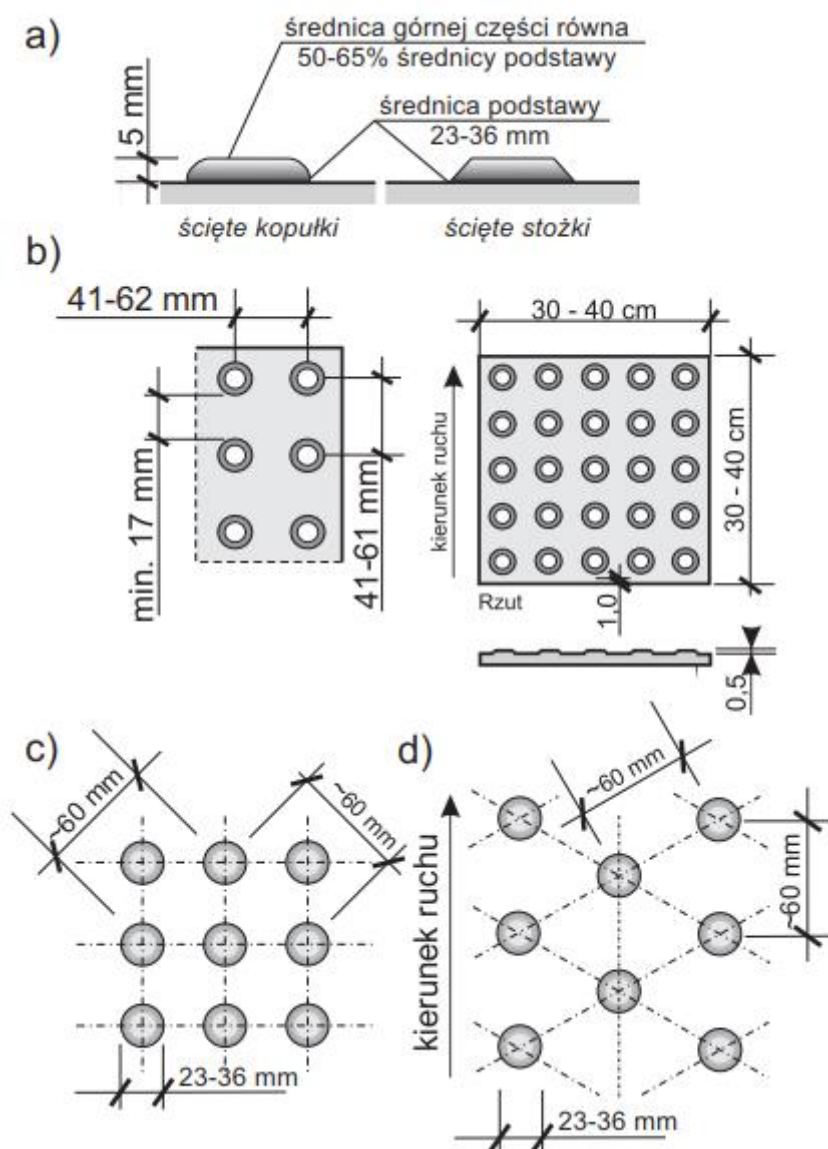 a)
średnica górnej części równa
50-65% średnicy podstawy
5 mm
średnica podstawy
23-36 mm
ścięte kopułki
ścięte stożki
b)
41-62 mm
min. 17 mm
41-61 mm
30 - 40 cm
kierunek ruchu
30 - 40 cm
Rzut
1,0
0,5
c)
~60 mm
~60 mm
23-36 mm
d)
kierunek ruchu
~60 mm
~60 mm
23-36 mm